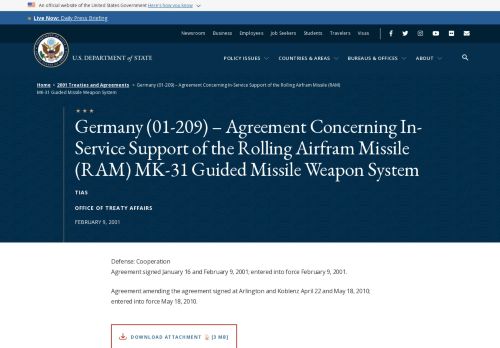 An official website of the United States Government Here's how you know
Live Now: Daily Press Briefing
Newsroom Business Employees Job Seekers Students Travelers Visas
U.S. DEPARTMENT of STATE
POLICY ISSUES COUNTRIES & AREAS BUREAUS & OFFICES ABOUT
Home > 2001 Treaties and Agreements > Germany (01-209) – Agreement Concerning In-Service Support of the Rolling Airfram Missile (RAM)
MK-31 Guided Missile Weapon System
Germany (01-209) – Agreement Concerning In-
Service Support of the Rolling Airfram Missile
(RAM) MK-31 Guided Missile Weapon System
TIAS
OFFICE OF TREATY AFFAIRS
FEBRUARY 9, 2001
Defense: Cooperation
Agreement signed January 16 and February 9, 2001; entered into force February 9, 2001.
Agreement amending the agreement signed at Arlington and Koblenz April 22 and May 18, 2010;
entered into force May 18, 2010.
DOWNLOAD ATTACHMENT [3 MB]